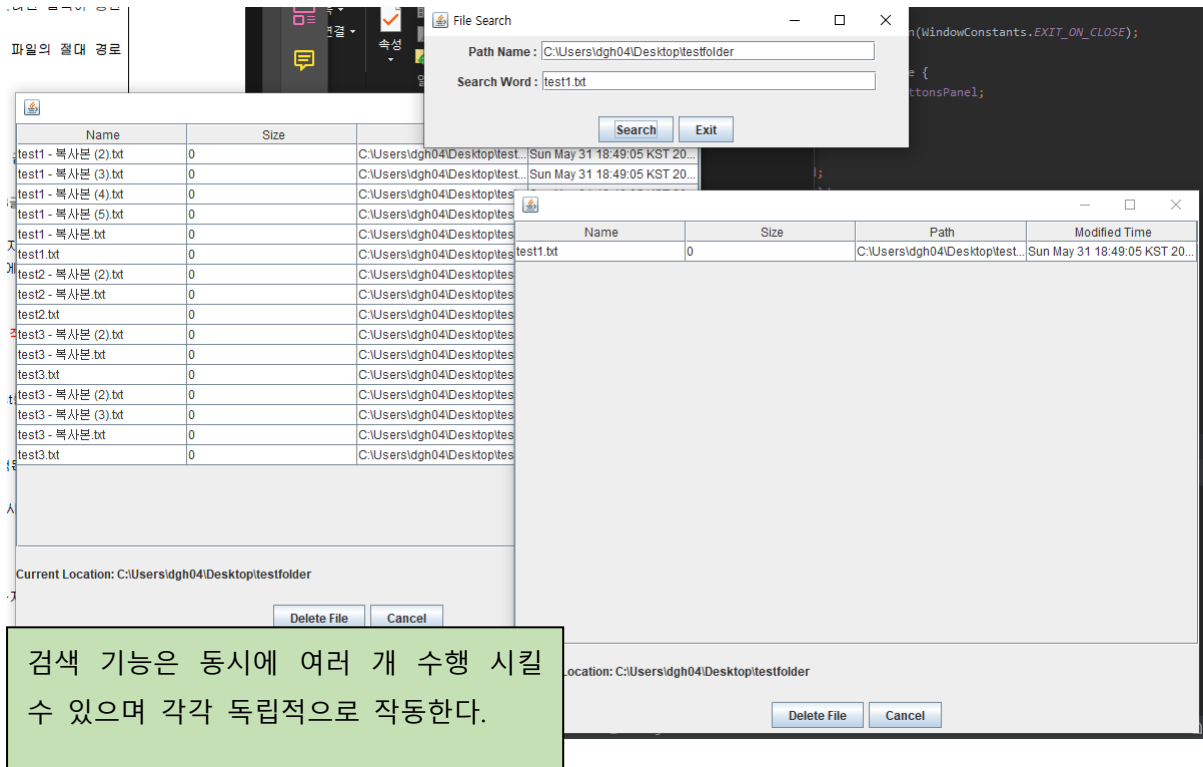 파일의 절대 경로
연결
속성
File Search
Path Name : C:\Users\dgh04\Desktop\testfolder
Search Word : test1.txt
Search Exit
n(WindowConstants.EXIT_ON_CLOSE);
e {
ttonsPanel;
Name Size
test1 - 복사본 (2).txt 0 C:\Users\dgh04\Desktop\test... Sun May 31 18:49:05 KST 20...
test1 - 복사본 (3).txt 0 C:\Users\dgh04\Desktop\test... Sun May 31 18:49:05 KST 20...
test1 - 복사본 (4).txt 0 C:\Users\dgh04\Desktop\tes
test1 - 복사본 (5).txt 0 C:\Users\dgh04\Desktop\tes
test1 - 복사본.txt 0 C:\Users\dgh04\Desktop\tes
test1.txt 0 C:\Users\dgh04\Desktop\tes
test2 - 복사본 (2).txt 0 C:\Users\dgh04\Desktop\tes
test2 - 복사본.txt 0 C:\Users\dgh04\Desktop\tes
test2.txt 0 C:\Users\dgh04\Desktop\tes
test3 - 복사본 (2).txt 0 C:\Users\dgh04\Desktop\tes
test3 - 복사본.txt 0 C:\Users\dgh04\Desktop\tes
test3.txt 0 C:\Users\dgh04\Desktop\tes
test3 - 복사본 (2).txt 0 C:\Users\dgh04\Desktop\tes
test3 - 복사본 (3).txt 0 C:\Users\dgh04\Desktop\tes
test3 - 복사본.txt 0 C:\Users\dgh04\Desktop\tes
test3.txt 0 C:\Users\dgh04\Desktop\tes
Current Location: C:\Users\dgh04\Desktop\testfolder
Delete File Cancel
Name Size Path Modified Time
test1.txt 0 C:\Users\dgh04\Desktop\test... Sun May 31 18:49:05 KST 20...
ocation: C:\Users\dgh04\Desktop\testfolder
Delete File Cancel
검색 기능은 동시에 여러 개 수행 시킬
수 있으며 각각 독립적으로 작동한다.